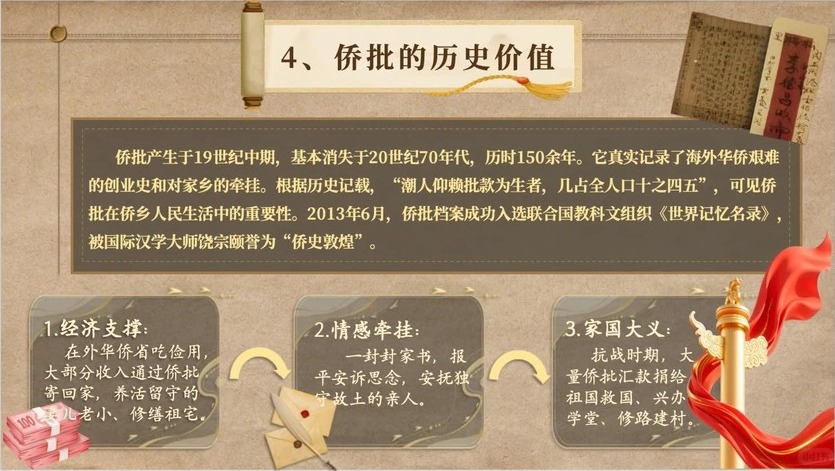 4、侨批的历史价值
侨批产生于19世纪中期，基本消失于20世纪70年代，历时150余年。它真实记录了海外华侨艰难
的创业史和对家乡的牵挂。根据历史记载，“潮人仰赖批款为生者，几占全人口十之四五”，可见侨
批在侨乡人民生活中的重要性。2013年6月，侨批档案成功入选联合国教科文组织《世界记忆名录》，
被国际汉学大师饶宗颐誉为“侨史敦煌”。
1.经济支撑：
在外华侨省吃俭用，
大部分收入通过侨批
寄回家，养活留守的
妻儿老小、修缮祖宅。
2.情感牵挂：
一封封家书，报
平安诉思念，安抚独
守故土的亲人。
3.家国大义：
抗战时期，大
量侨批汇款捐给
祖国救国、兴办
学堂、修路建村。
100